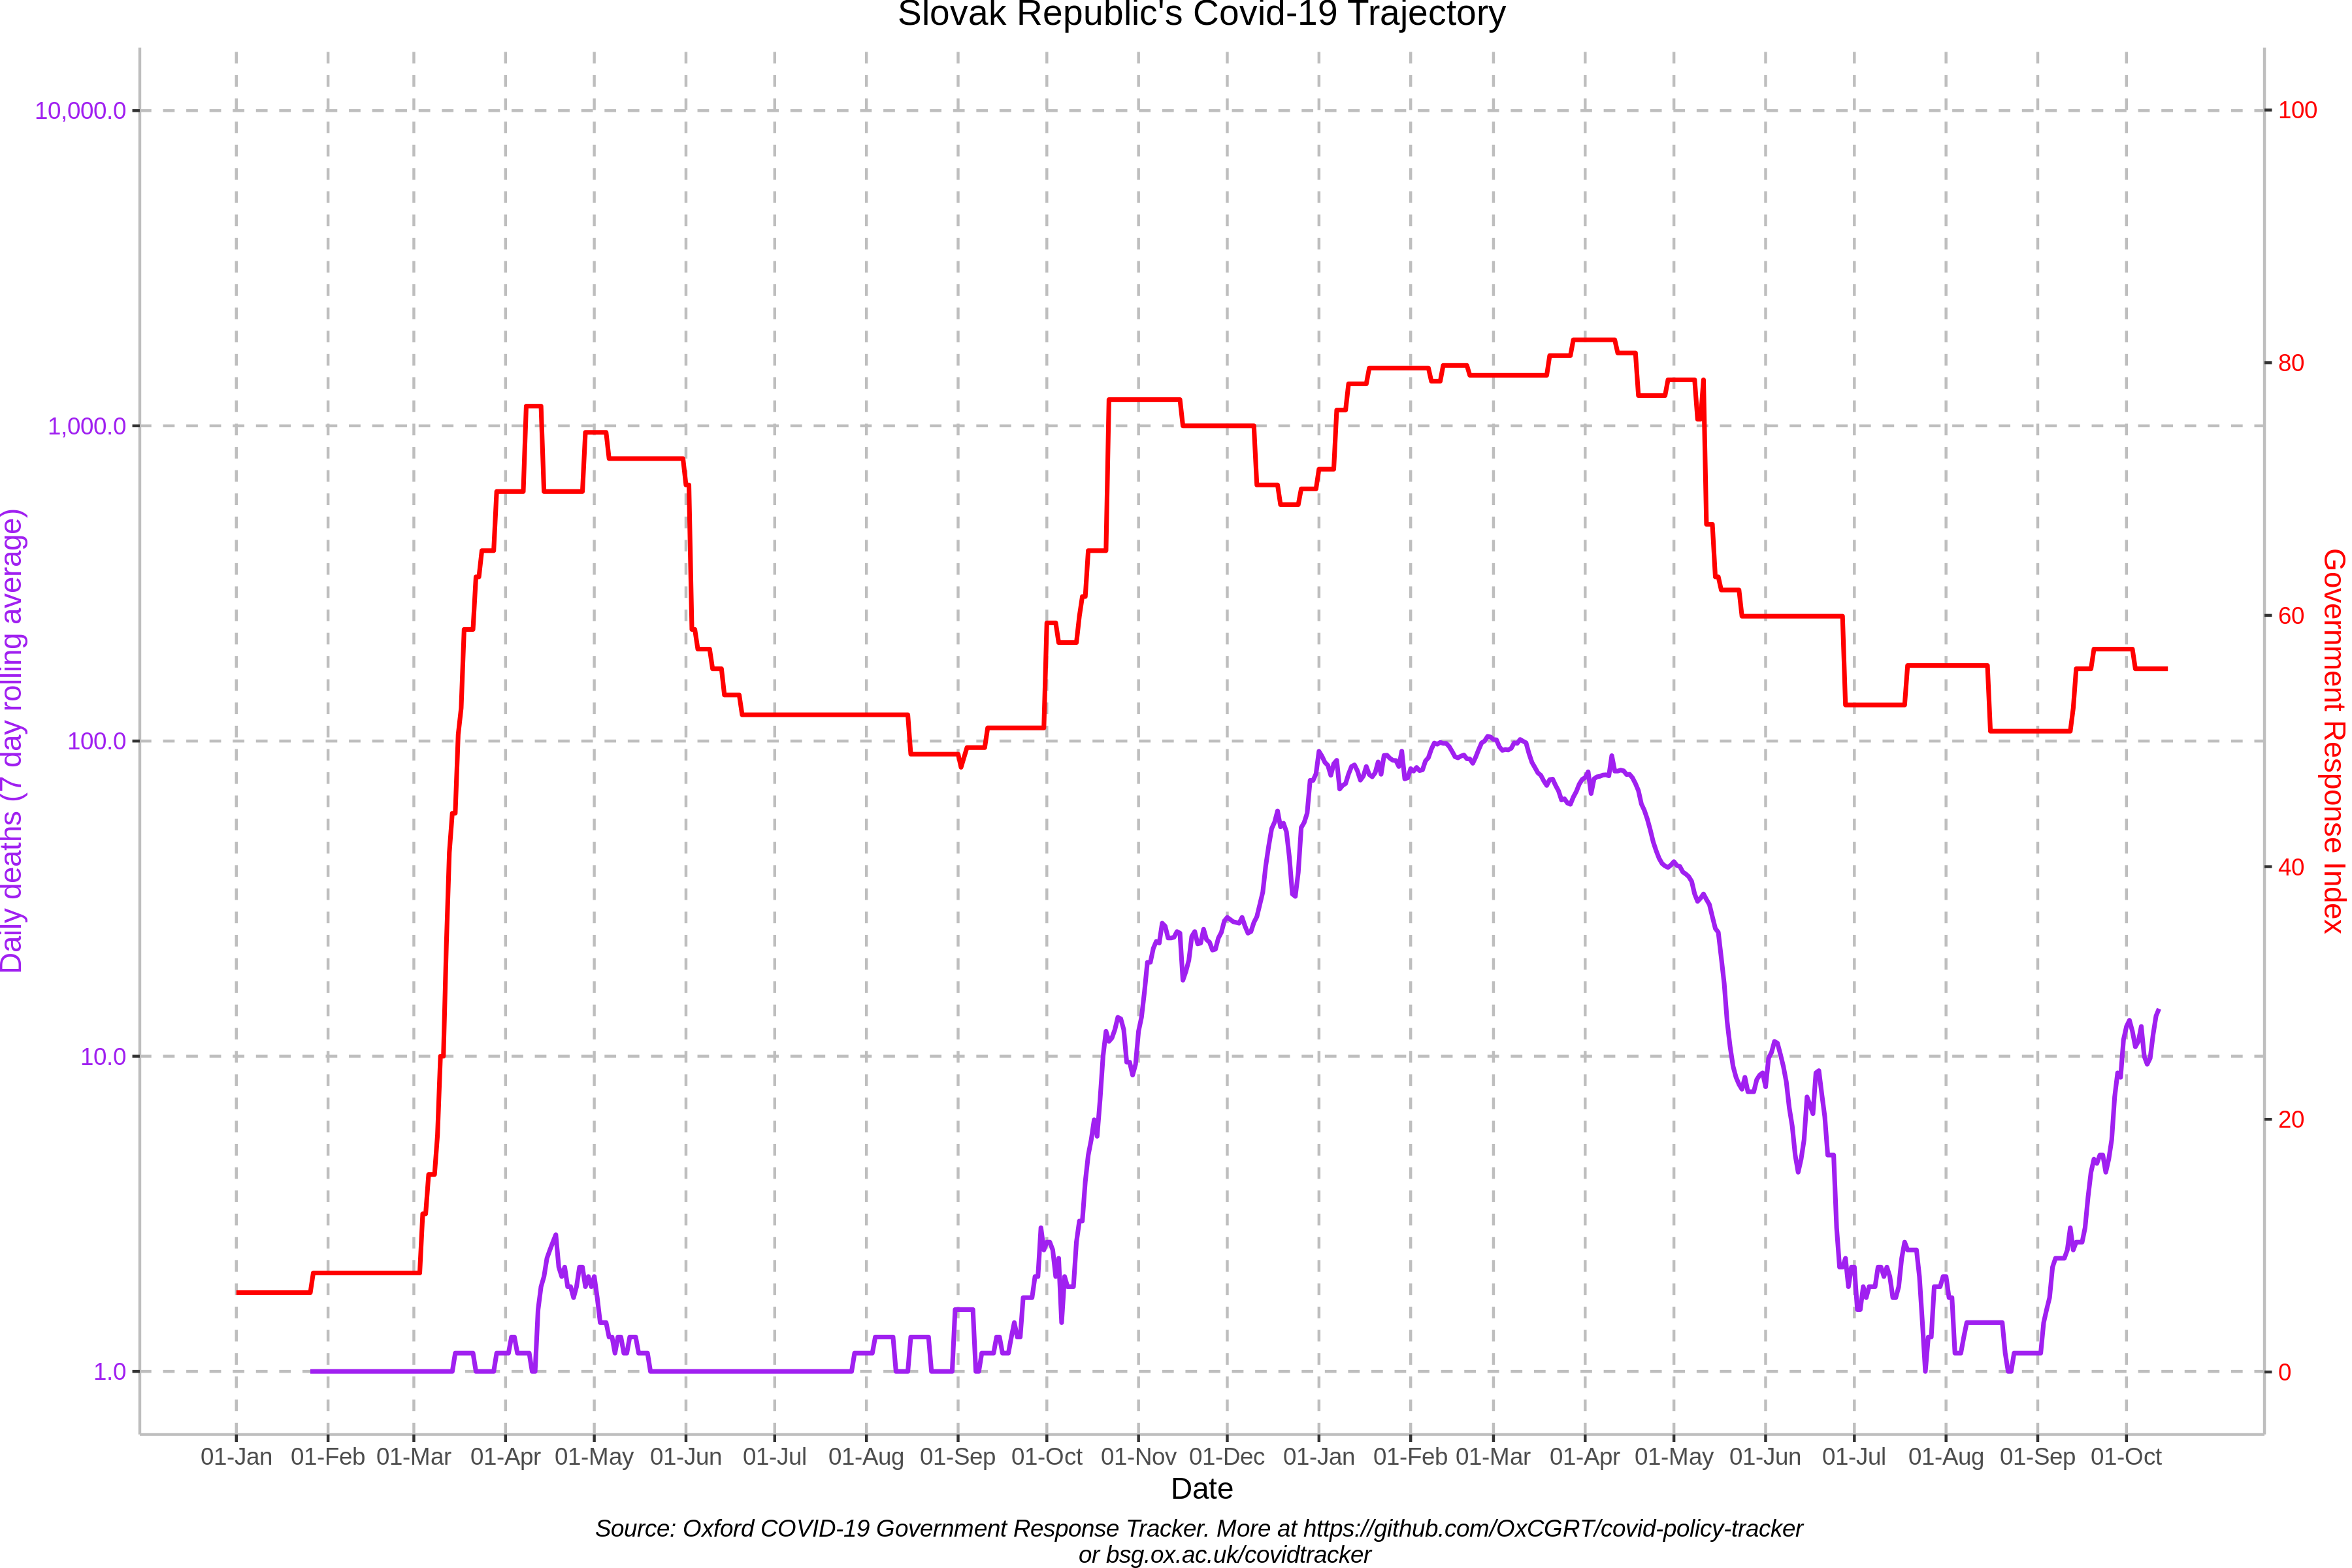 Slovak Republic's Covid-19 Trajectory
10,000.0
1,000.0
100.0
10.0
1.0
Daily deaths (7 day rolling average)
100
80
60
40
20
0
Government Response Index
01-Jan 01-Feb 01-Mar 01-Apr 01-May 01-Jun 01-Jul 01-Aug 01-Sep 01-Oct 01-Nov 01-Dec 01-Jan 01-Feb 01-Mar 01-Apr 01-May 01-Jun 01-Jul 01-Aug 01-Sep 01-Oct
Date
Source: Oxford COVID-19 Government Response Tracker. More at https://github.com/OxCGRT/covid-policy-tracker
or bsg.ox.ac.uk/covidtracker